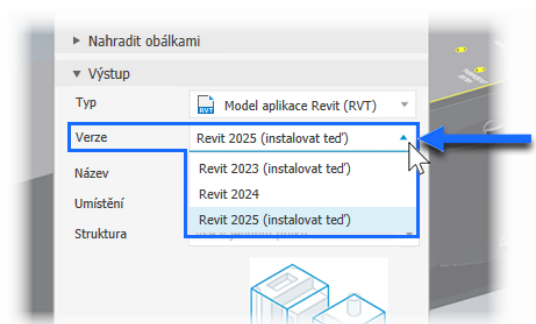 Nahradit obálkami
Výstup
Typ
RVT Model aplikace Revit (RVT)
Verze
Revit 2025 (instalovat teď)
Název
Revit 2023 (instalovat teď)
Umístění
Revit 2024
Revit 2025 (instalovat teď)
Struktura